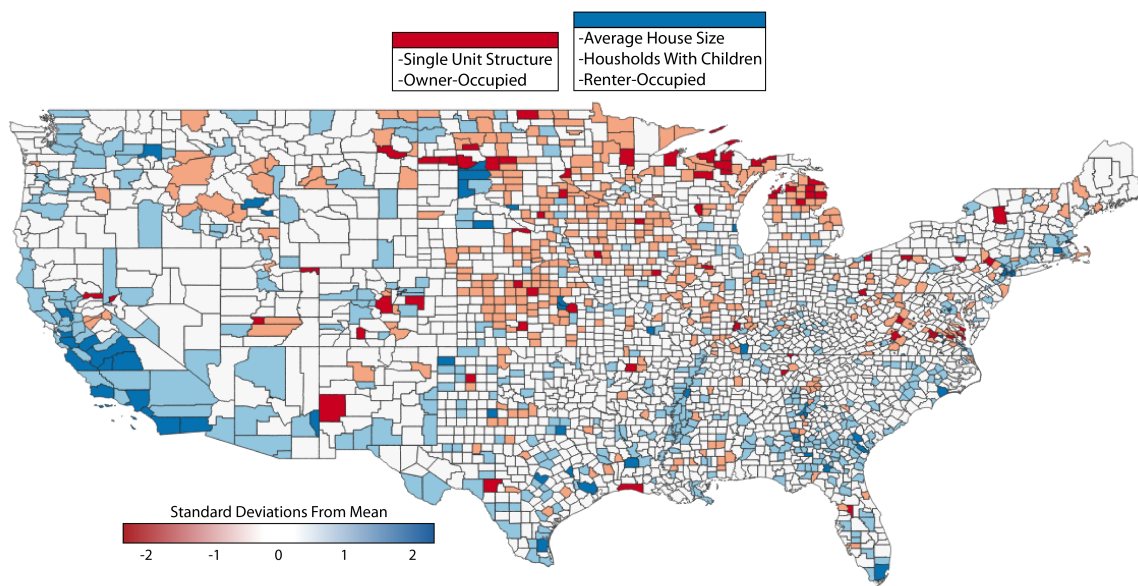 -Single Unit Structure
-Owner-Occupied
-Average House Size
-Housholds With Children
-Renter-Occupied
Standard Deviations From Mean
-2 -1 0 1 2